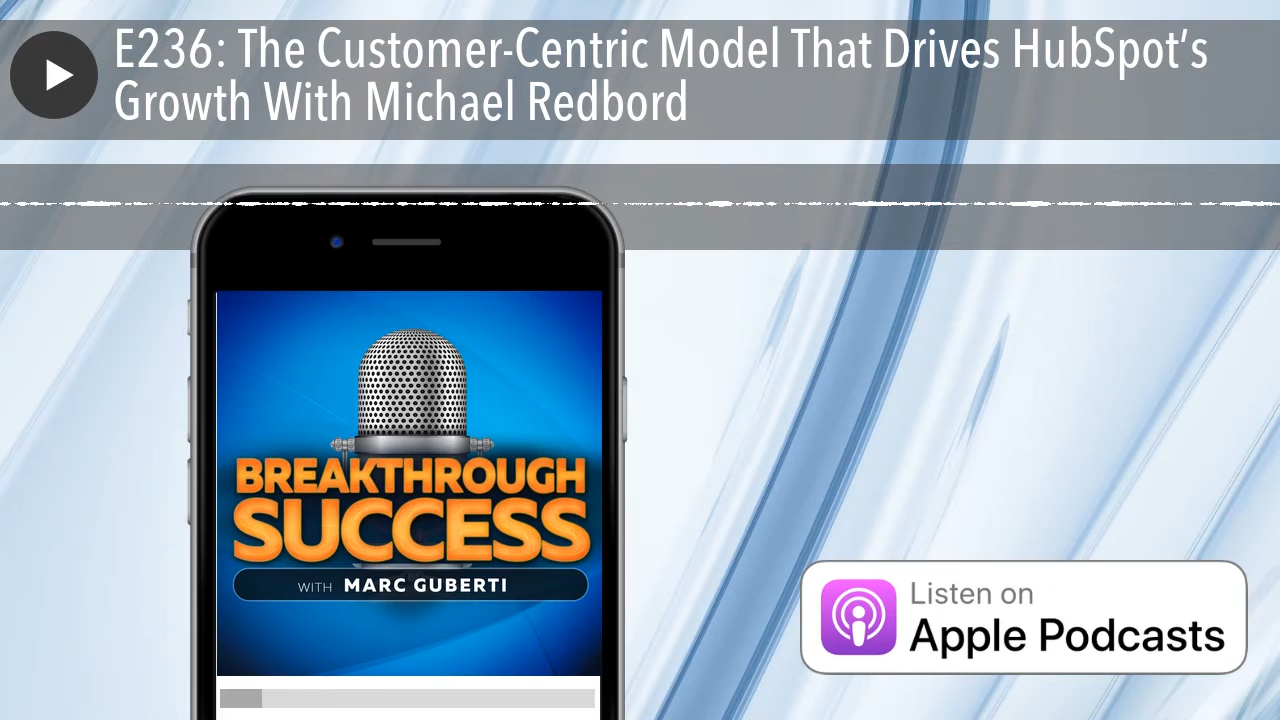 E236: The Customer-Centric Model That Drives HubSpot’s
Growth With Michael Redbord
BREAKTHROUGH
SUCCESS
WITH MARC GUBERTI
Listen on
Apple Podcasts